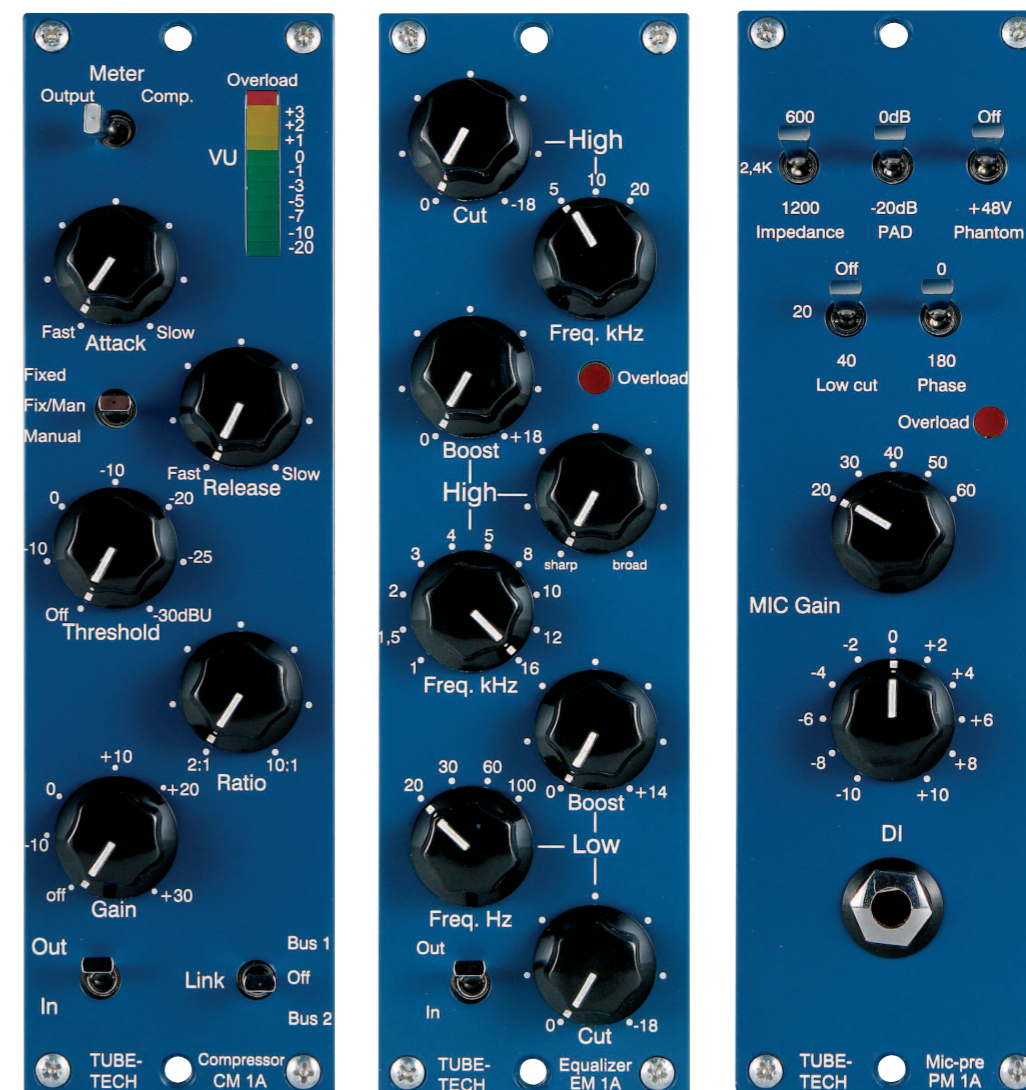 Meter
Output Comp.
Overload
VU
+3
+2
+1
0
-1
-3
-5
-7
-10
-20
Fast Slow
Attack
Fixed
Fix/Man
Manual
Fast Slow
Release
-10
0 -20
-10 -25
Off -30dBU
Threshold
2:1 10:1
Ratio
+10
0 +20
-10
off +30
Gain
Out
In
Link
Bus 1
Off
Bus 2
TUBE-
TECH
Compressor
CM 1A
High
0 -18
Cut
5 10 20
Freq. kHz
Overload
0 +18
Boost
High
sharp broad
4 5
3 8
2 10
1,5 12
1 16
Freq. kHz
0 +14
Boost
30 60
20 100
Low
Freq. Hz
Out
In
0 -18
Cut
TUBE-
TECH
Equalizer
EM 1A
600 0dB Off
2,4K
1200 -20dB +48V
Impedance PAD Phantom
Off 0
20
40 180
Low cut Phase
Overload
30 40 50
20 60
MIC Gain
0
-2 +2
-4 +4
-6 +6
-8 +8
-10 +10
DI
TUBE-
TECH
Mic-pre
PM 1A